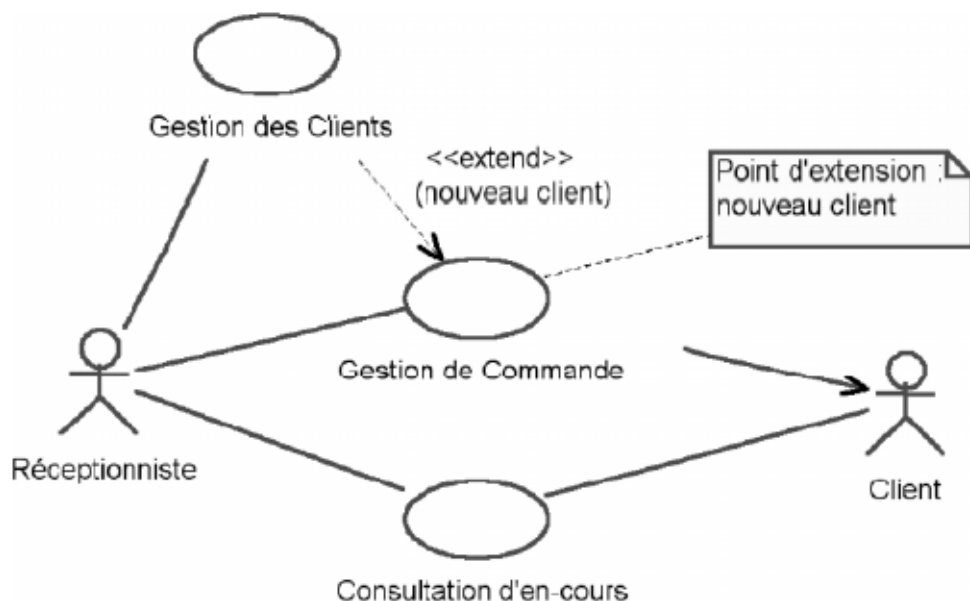 Gestion des Clients
<<extend>>
(nouveau client)
Point d'extension :
nouveau client
Gestion de Commande
Réceptionniste
Client
Consultation d'en-cours